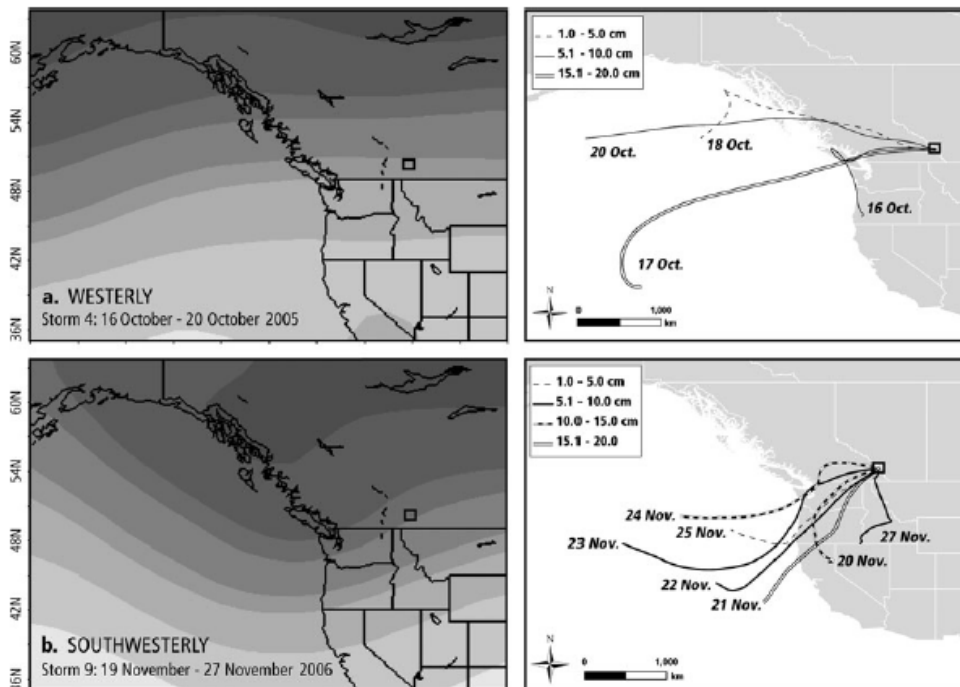 60N
54N
48N
42N
36N
a. WESTERLY
Storm 4: 16 October - 20 October 2005
1.0 - 5.0 cm
5.1 - 10.0 cm
15.1 - 20.0 cm
20 Oct.
18 Oct.
16 Oct.
17 Oct.
N
0 1,000
km
60N
54N
48N
42N
36N
b. SOUTHWESTERLY
Storm 9: 19 November - 27 November 2006
1.0 - 5.0 cm
5.1 - 10.0 cm
10.0 - 15.0 cm
15.1 - 20.0
24 Nov.
25 Nov.
23 Nov.
27 Nov.
20 Nov.
22 Nov.
21 Nov.
N
0 1,000
km